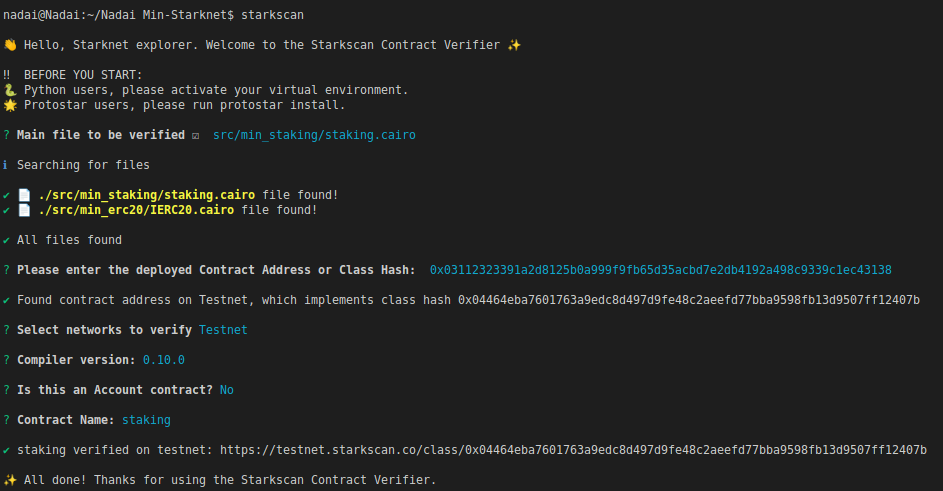 nadai@Nadai:~/Nadai Min-Starknet$ starkscan
👋 Hello, Starknet explorer. Welcome to the Starkscan Contract Verifier ✨
‼ BEFORE YOU START:
🐍 Python users, please activate your virtual environment.
🌟 Protostar users, please run protostar install.
? Main file to be verified ☑ src/min_staking/staking.cairo
ℹ Searching for files
✔ 📄 ./src/min_staking/staking.cairo file found!
✔ 📄 ./src/min_erc20/IERC20.cairo file found!
✔ All files found
? Please enter the deployed Contract Address or Class Hash: 0x03112323391a2d8125b0a999f9fb65d35acbd7e2db4192a498c9339c1ec43138
✔ Found contract address on Testnet, which implements class hash 0x04464eba7601763a9edc8d497d9fe48c2aeefd77bba9598fb13d9507ff12407b
? Select networks to verify Testnet
? Compiler version: 0.10.0
? Is this an Account contract? No
? Contract Name: staking
✔ staking verified on testnet: https://testnet.starkscan.co/class/0x04464eba7601763a9edc8d497d9fe48c2aeefd77bba9598fb13d9507ff12407b
✨ All done! Thanks for using the Starkscan Contract Verifier.